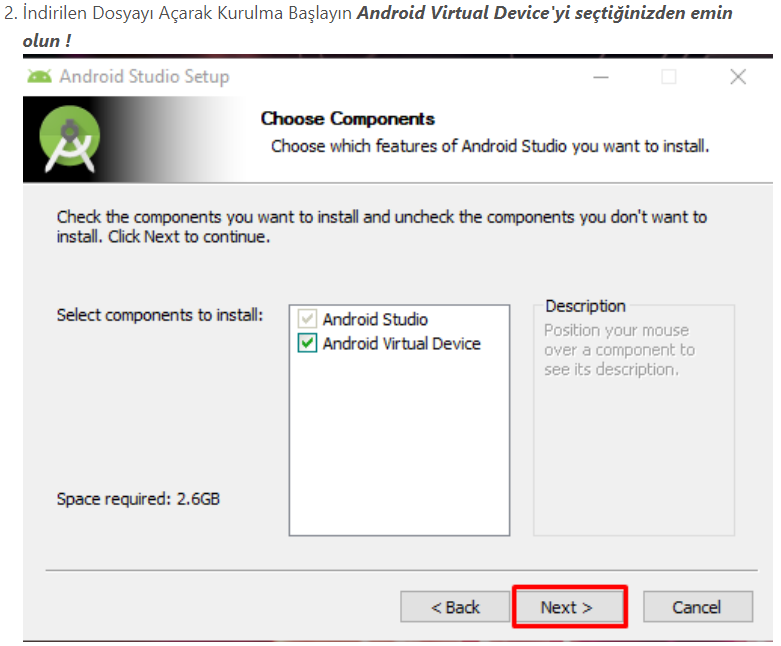 2. İndirilen Dosyayı Açarak Kurulma Başlayın Android Virtual Device'yi seçtiğinizden emin
olun !
Android Studio Setup
Choose Components
Choose which features of Android Studio you want to install.
Check the components you want to install and uncheck the components you don't want to
install. Click Next to continue.
Select components to install:
Android Studio
Android Virtual Device
Description
Position your mouse
over a component to
see its description.
Space required: 2.6GB
< Back
Next >
Cancel